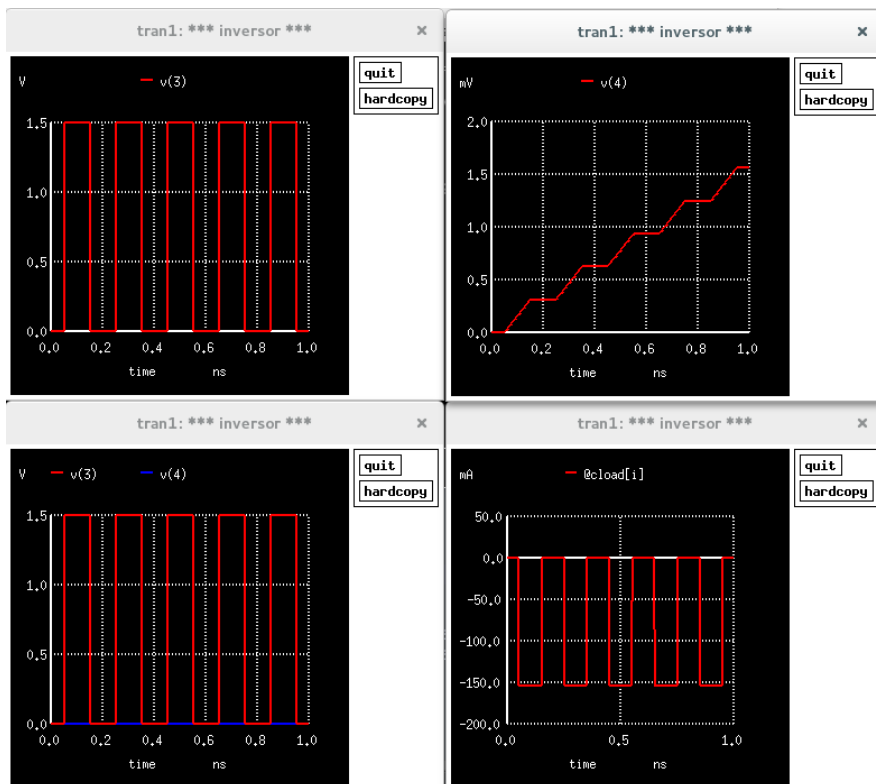 tran1: *** inversor *** ×
V v(3)
quit
hardcopy
1.5
1.0
0.5
0.0
0.0 0.2 0.4 0.6 0.8 1.0
time ns
tran1: *** inversor *** ×
mV v(4)
quit
hardcopy
2.0
1.5
1.0
0.5
0.0
0.0 0.2 0.4 0.6 0.8 1.0
time ns
tran1: *** inversor *** ×
V v(3) v(4)
quit
hardcopy
1.5
1.0
0.5
0.0
0.0 0.2 0.4 0.6 0.8 1.0
time ns
tran1: *** inversor *** ×
mA @cload[i]
quit
hardcopy
50.0
0.0
-50.0
-100.0
-150.0
-200.0
0.0 0.5 1.0
time ns